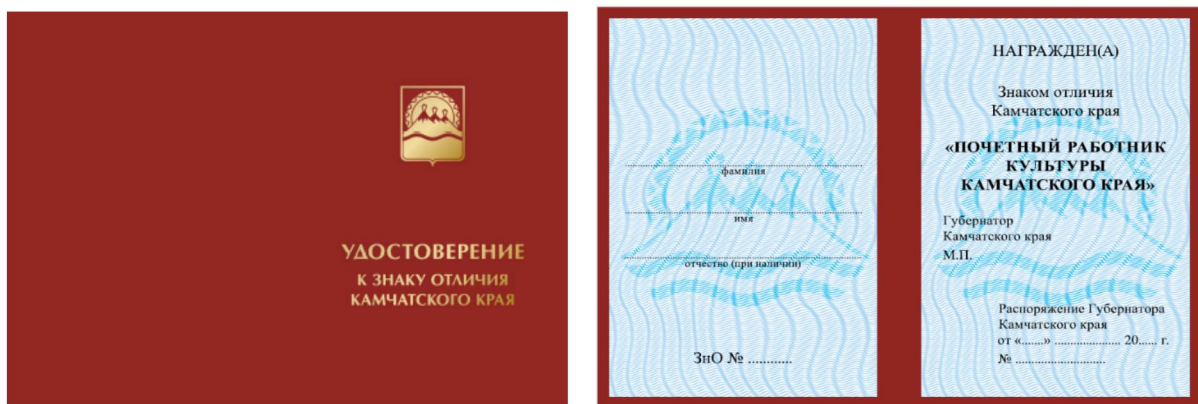 УДОСТОВЕРЕНИЕ
К ЗНАКУ ОТЛИЧИЯ
КАМЧАТСКОГО КРАЯ
фамилия
имя
отчество (при наличии)
ЗнО № ............
НАГРАЖДЕН(А)
Знаком отличия
Камчатского края
«ПОЧЕТНЫЙ РАБОТНИК
КУЛЬТУРЫ
КАМЧАТСКОГО КРАЯ»
Губернатор
Камчатского края
М.П.
Распоряжение Губернатора
Камчатского края
от «.......» ...................... 20...... г.
№ ..............................